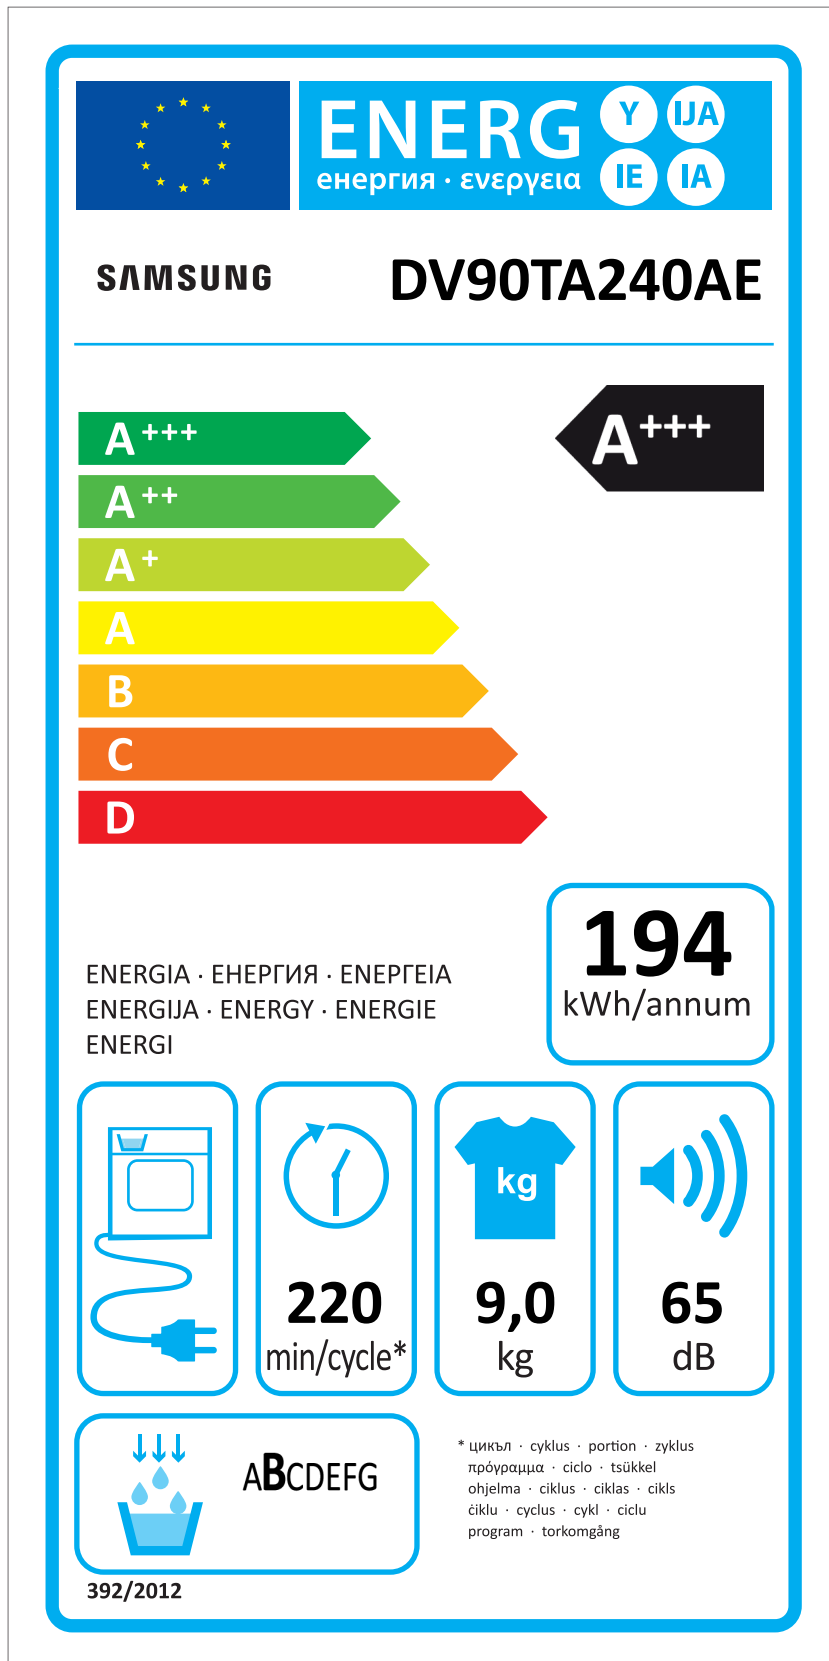 ENERG Y IJA
енергия · ενεργεια IE IA
SAMSUNG DV90TA240AE
A+++ A+++
A++
A+
A
B
C
D
194
kWh/annum
ENERGIA · ЕНЕРГИЯ · ΕΝΕΡΓΕΙΑ
ENERGIJA · ENERGY · ENERGIE
ENERGI
kg
220 9,0 65
min/cycle* kg dB
ABCDEFG
* цикъл · cyklus · portion · zyklus
πρόγραμμα · ciclo · tsükkel
ohjelma · ciklus · ciklas · cikls
ċiklu · cyclus · cykl · ciclu
program · torkomgång
392/2012